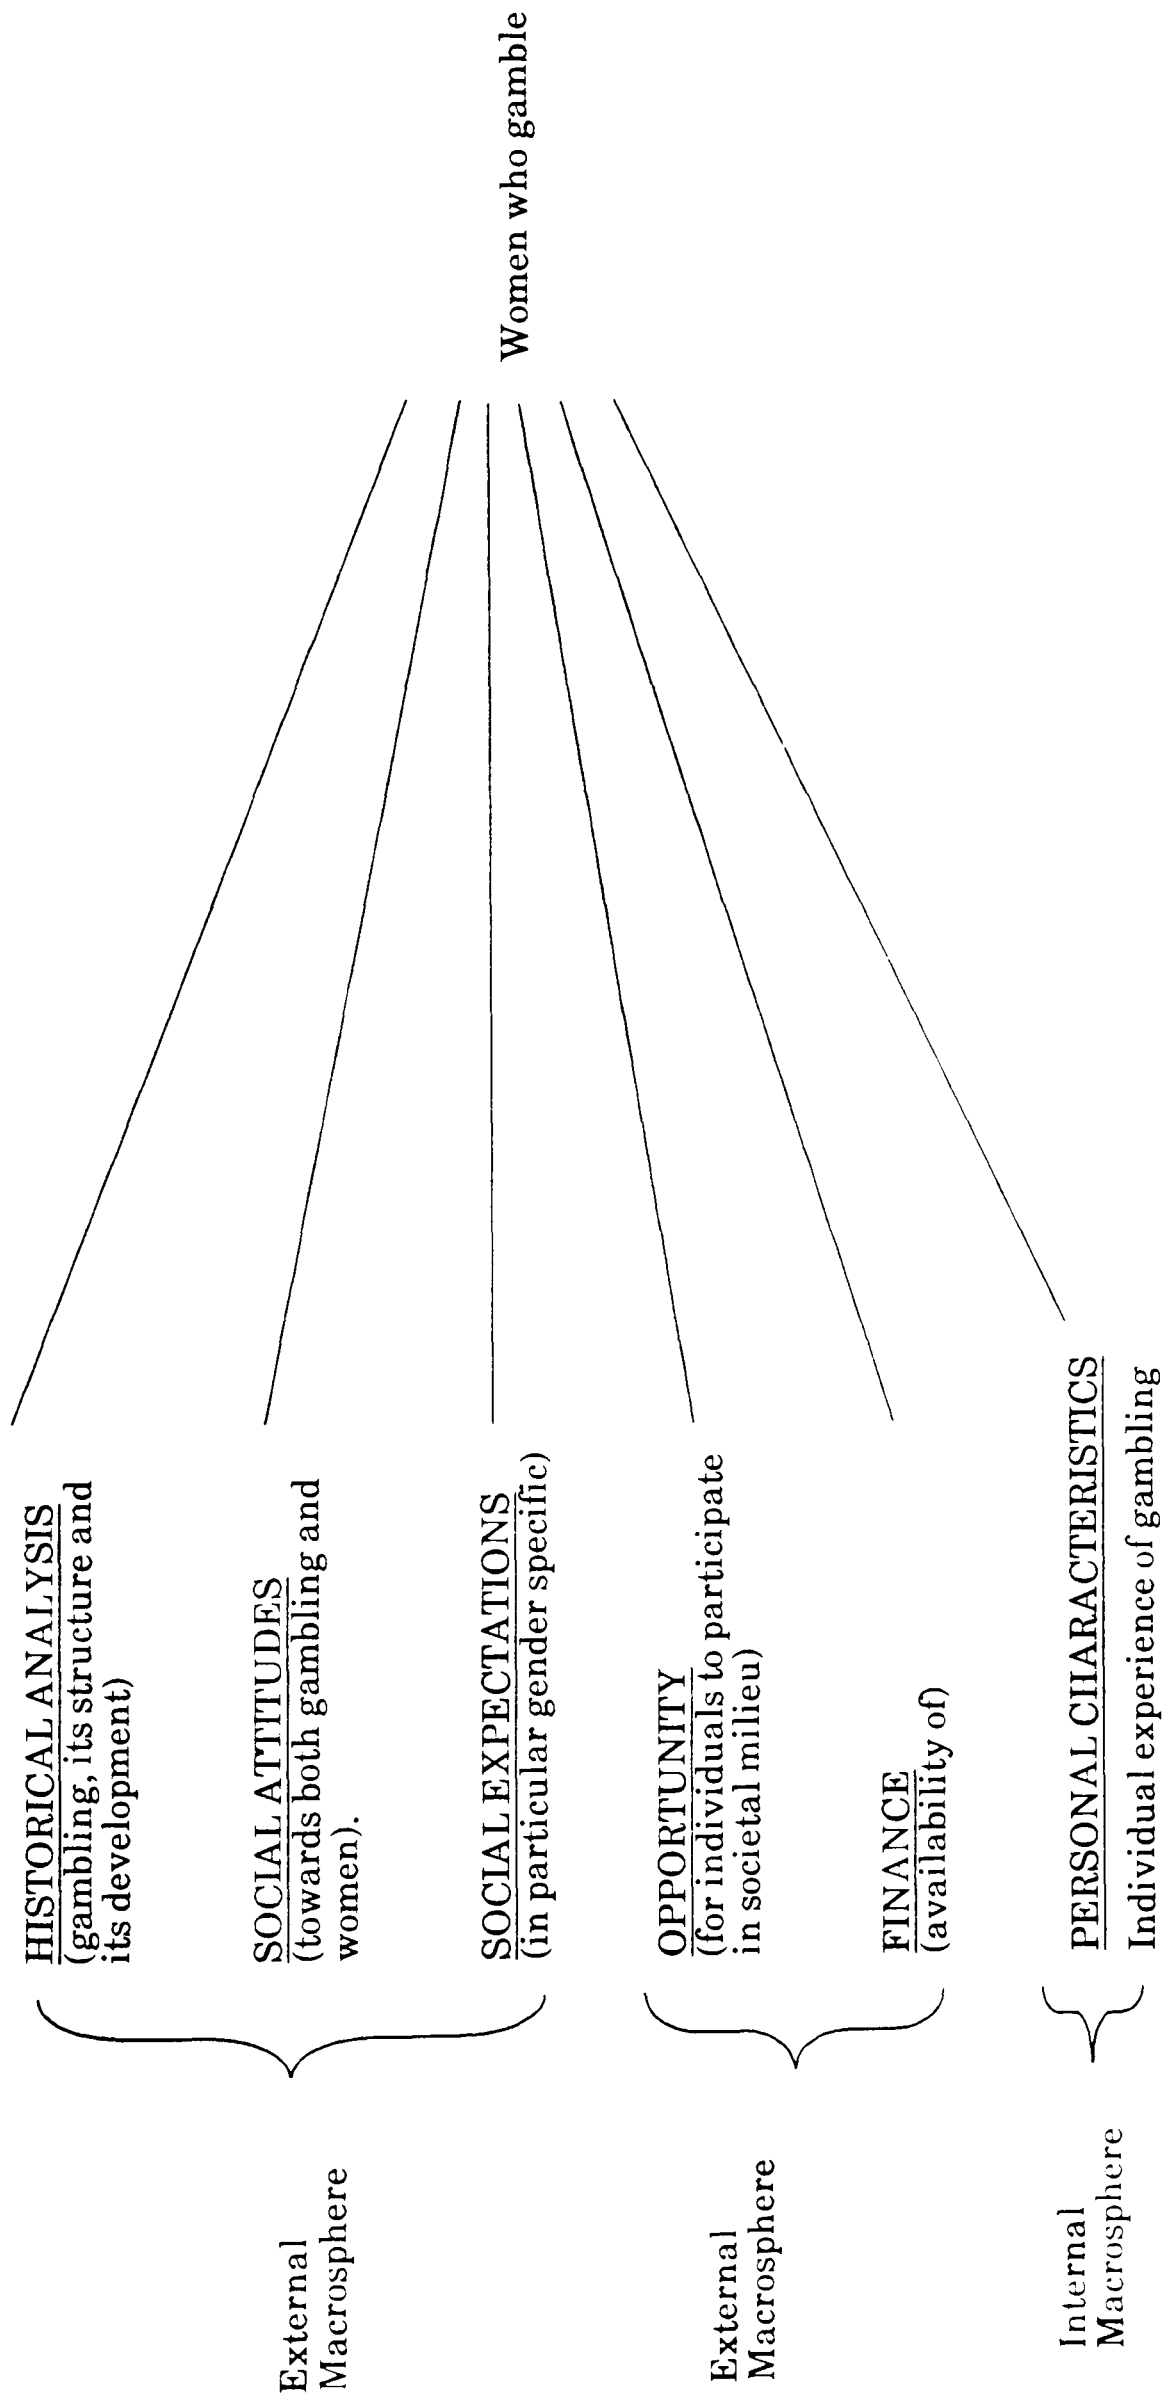 External
Macrosphere
HISTORICAL ANALYSIS
(gambling, its structure and
its development)
SOCIAL ATTITUDES
(towards both gambling and
women).
SOCIAL EXPECTATIONS
(in particular gender specific)
External
Macrosphere
OPPORTUNITY
(for individuals to participate
in societal milieu)
FINANCE
(availability of)
Internal
Macrosphere
PERSONAL CHARACTERISTICS
Individual experience of gambling
Women who gamble